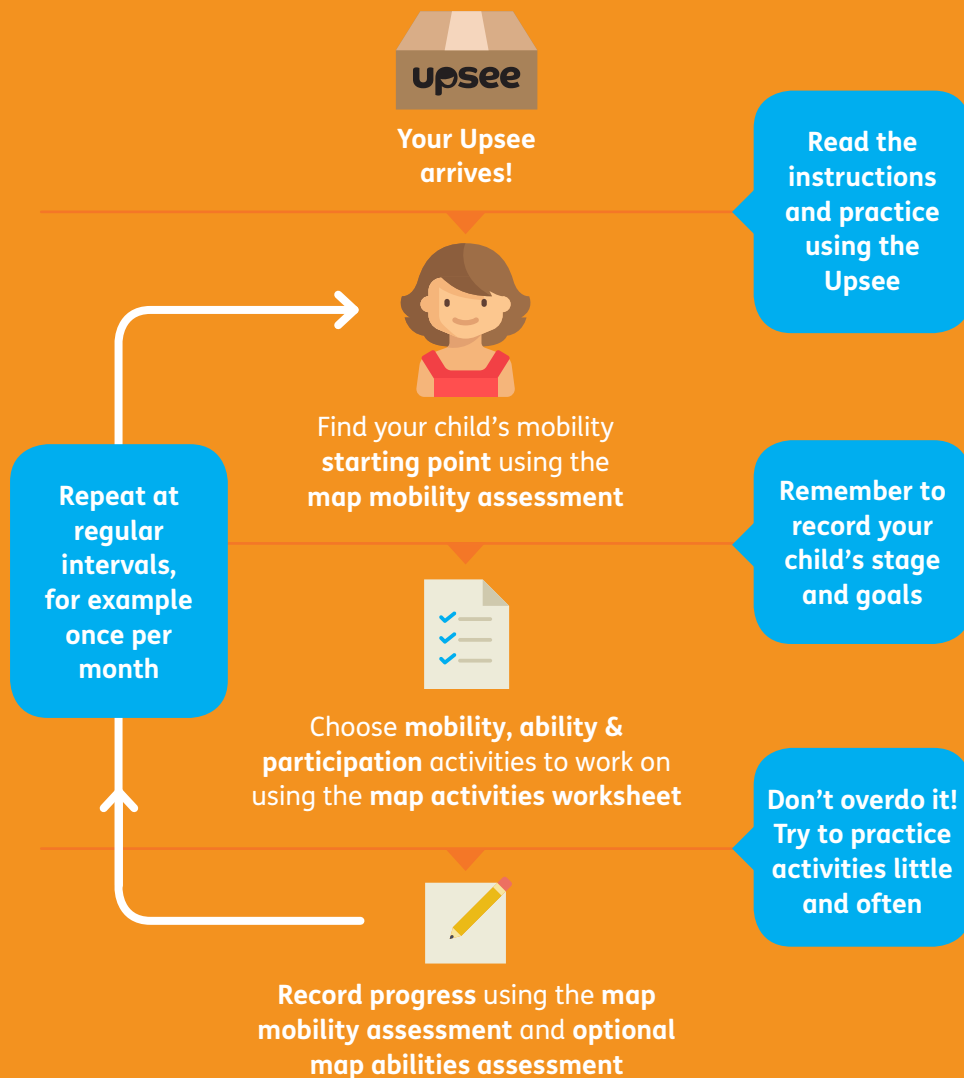 upsee
Your Upsee
arrives!
Read the
instructions
and practice
using the
Upsee
Find your child’s mobility
starting point using the
map mobility assessment
Repeat at
regular
intervals,
for example
once per
month
Remember to
record your
child’s stage
and goals
Choose mobility, ability &
participation activities to work on
using the map activities worksheet
Don’t overdo it!
Try to practice
activities little
and often
Record progress using the map
mobility assessment and optional
map abilities assessment